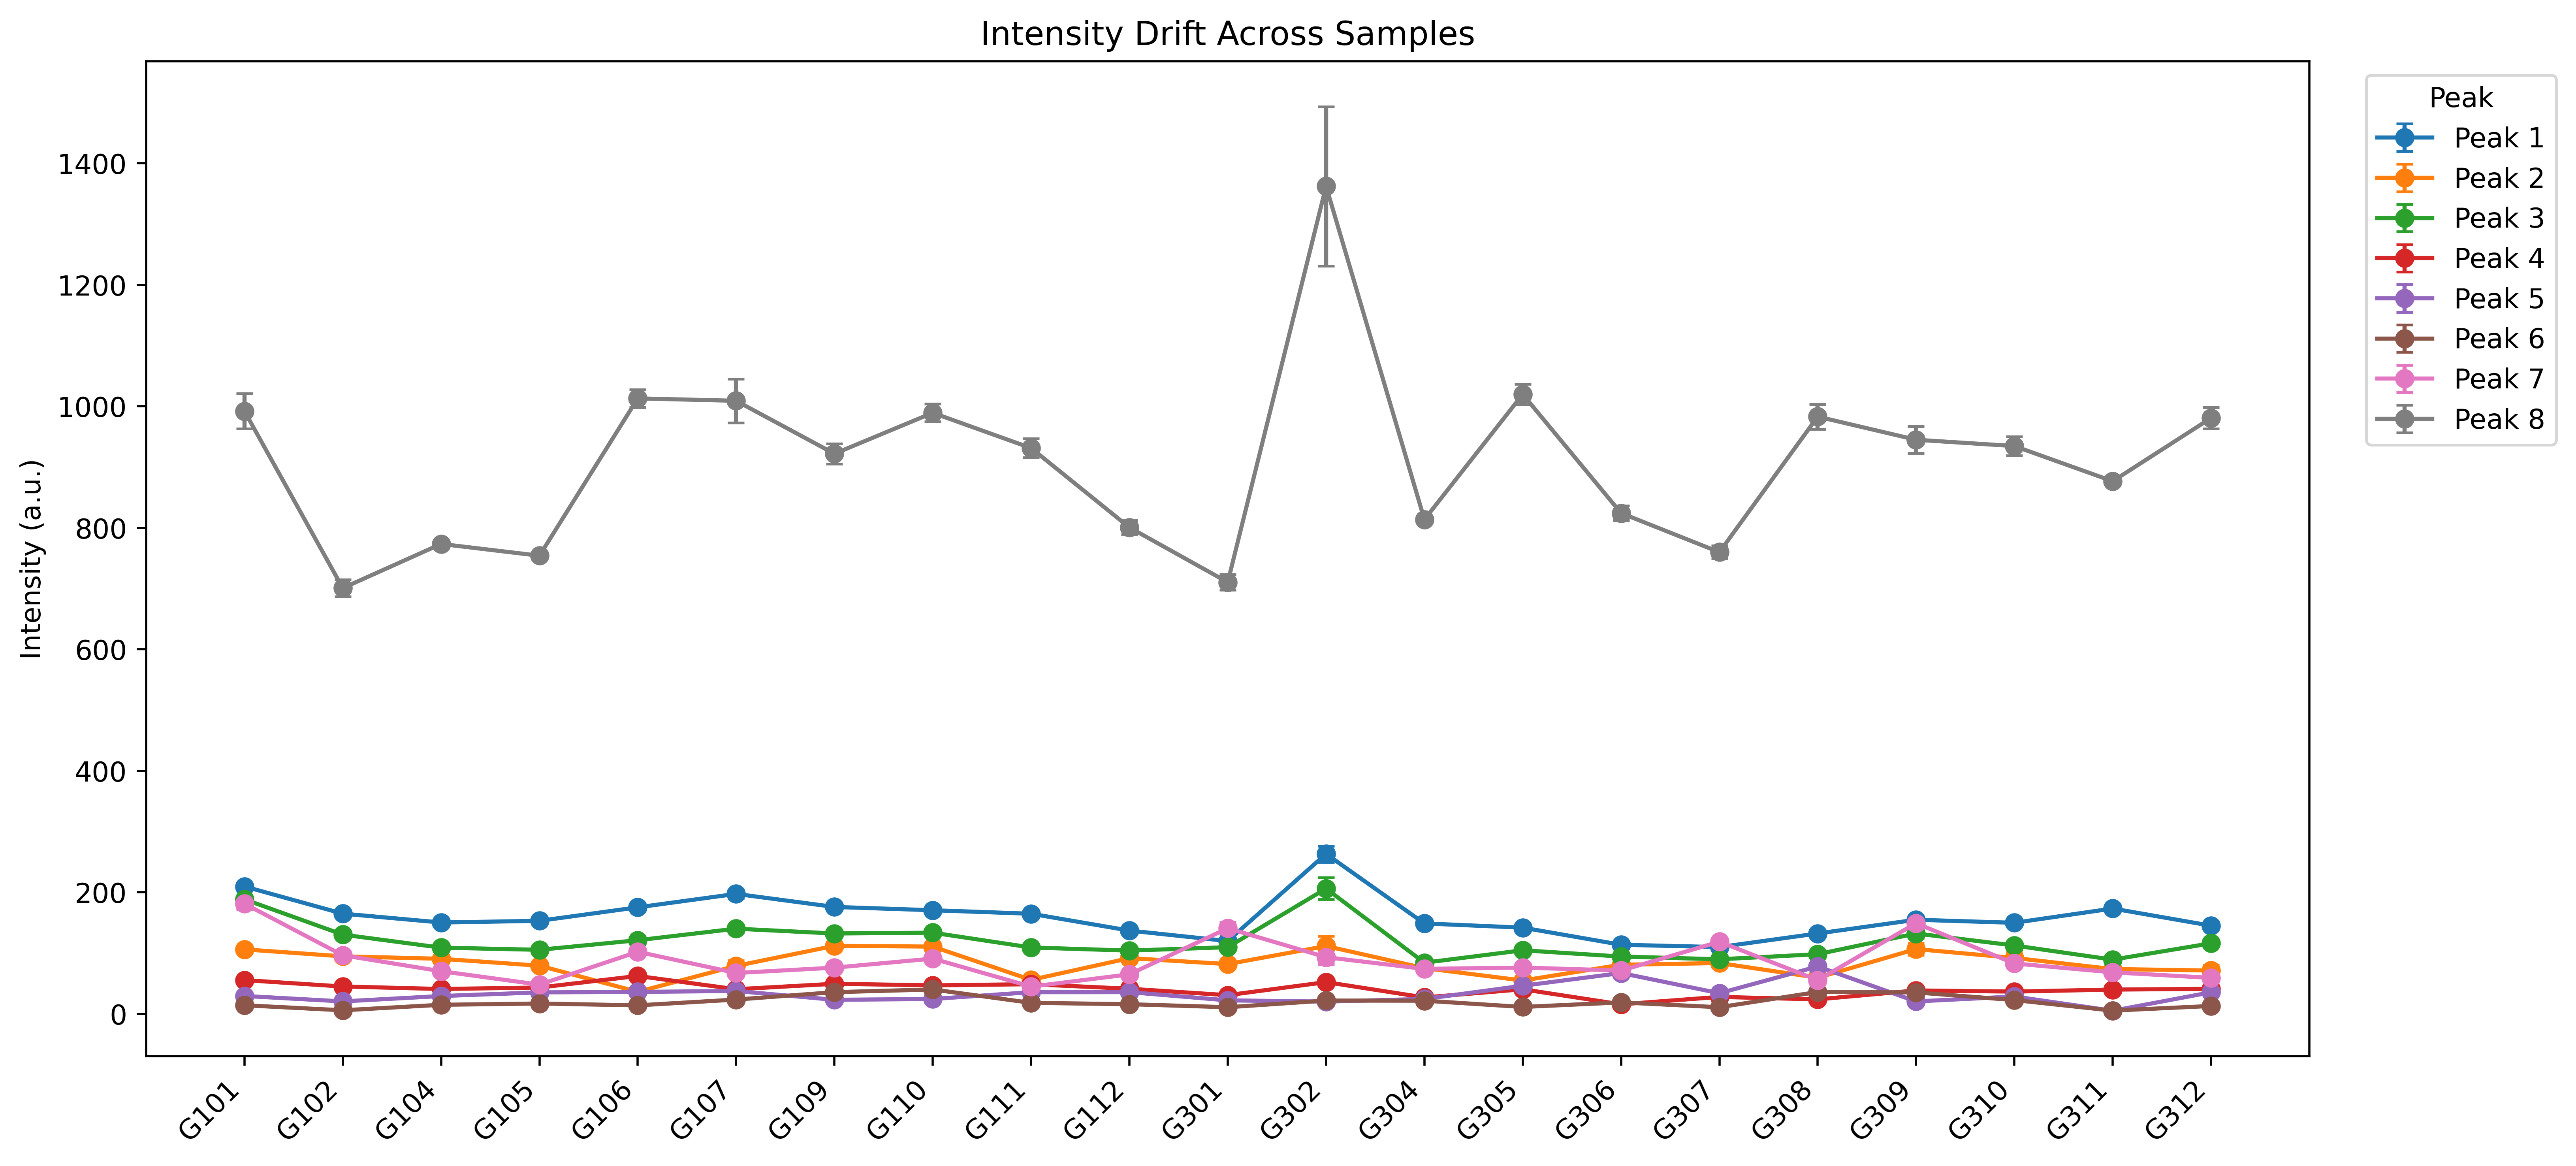 Intensity Drift Across Samples
Intensity (a.u.)
1400
1200
1000
800
600
400
200
0
G101
G102
G104
G105
G106
G107
G109
G110
G111
G112
G301
G302
G304
G305
G306
G307
G308
G309
G310
G311
G312
Peak
Peak 1
Peak 2
Peak 3
Peak 4
Peak 5
Peak 6
Peak 7
Peak 8